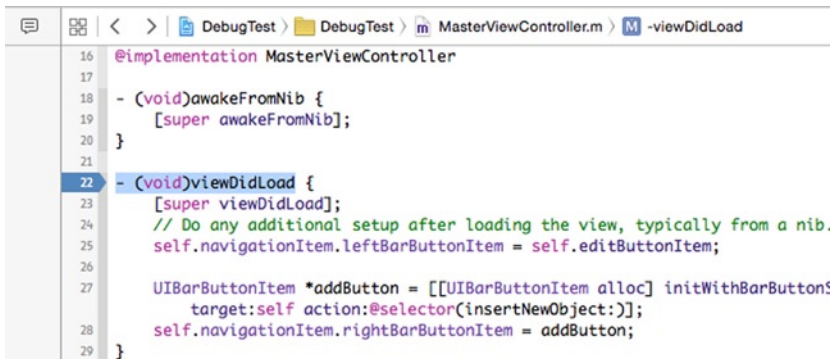 DebugTest DebugTest m MasterViewController.m M -viewDidLoad
16 @implementation MasterViewController
17
18 - (void)awakeFromNib {
19 [super awakeFromNib];
20 }
21
22 - (void)viewDidLoad {
23 [super viewDidLoad];
24 // Do any additional setup after loading the view, typically from a nib.
25 self.navigationItem.leftBarButtonItem = self.editButtonItem;
26
27 UIBarButtonItem *addButton = [[UIBarButtonItem alloc] initWithBarButtonS
target:self action:@selector(insertNewObject:)];
28 self.navigationItem.rightBarButtonItem = addButton;
29 }